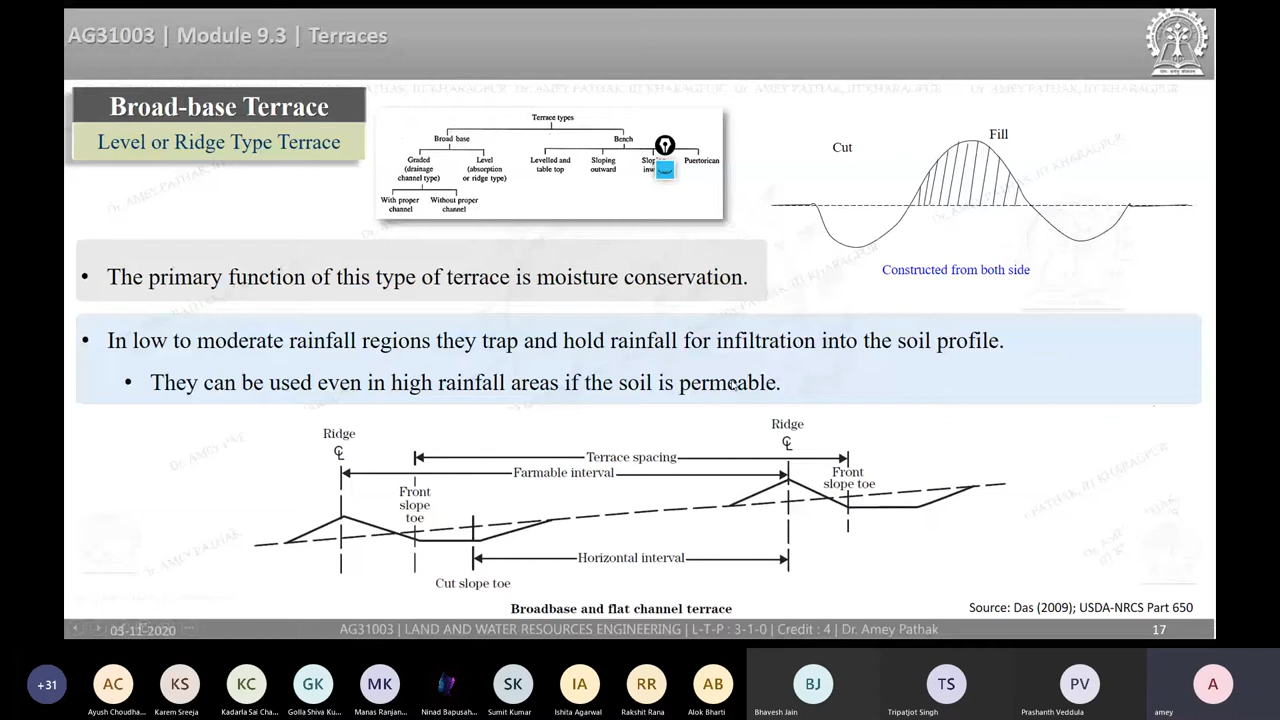 AG31003 | Module 9.3 | Terraces
Broad-base Terrace
Level or Ridge Type Terrace
Terrace types
Broad base
Bench
Graded
(drainage
channel type)
Level
(absorption
or ridge type)
Levelled and
table top
Sloping
outward
Puertorican
With proper
channel
Without proper
channel
Cut
Fill
Constructed from both side
• The primary function of this type of terrace is moisture conservation.
• In low to moderate rainfall regions they trap and hold rainfall for infiltration into the soil profile.
• They can be used even in high rainfall areas if the soil is permeable.
Ridge
℄
Ridge
℄
Terrace spacing
Farmable interval
Front
slope
toe
Front
slope toe
Horizontal interval
Cut slope toe
Broadbase and flat channel terrace
Source: Das (2009); USDA-NRCS Part 650
03-11-2020
AG31003 | LAND AND WATER RESOURCES ENGINEERING | L-T-P : 3-1-0 | Credit : 4 | Dr. Amey Pathak
17
+31
AC
KS
KC
GK
MK
SK
IA
RR
AB
BJ
TS
PV
A
Ayush Choudha...
Karem Sreeja
Kadarla Sai Cha...
Golla Shiva Ku...
Manas Ranjan...
Ninad Bapusah...
Sumit Kumar
Ishita Agarwal
Rakshit Rana
Alok Bharti
Bhavesh Jain
Tripatjot Singh
Prashanth Veddula
amey